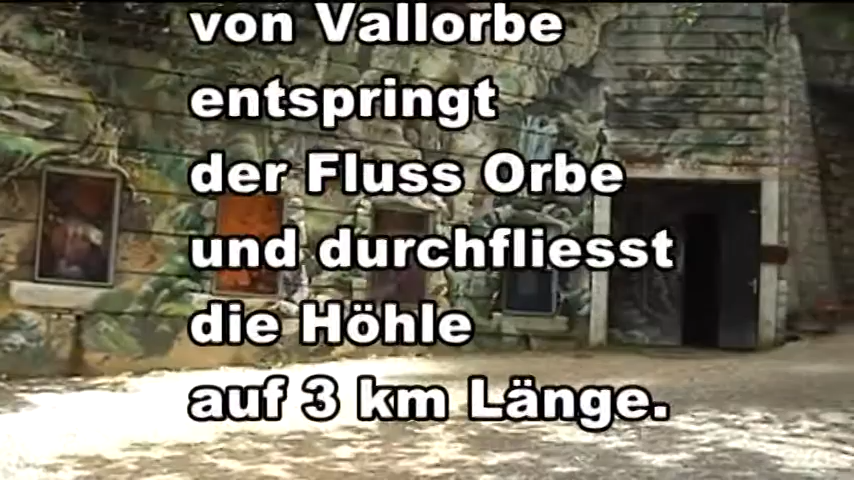 von Vallorbe
entspringt
der Fluss Orbe
und durchfliesst
die Höhle
auf 3 km Länge.